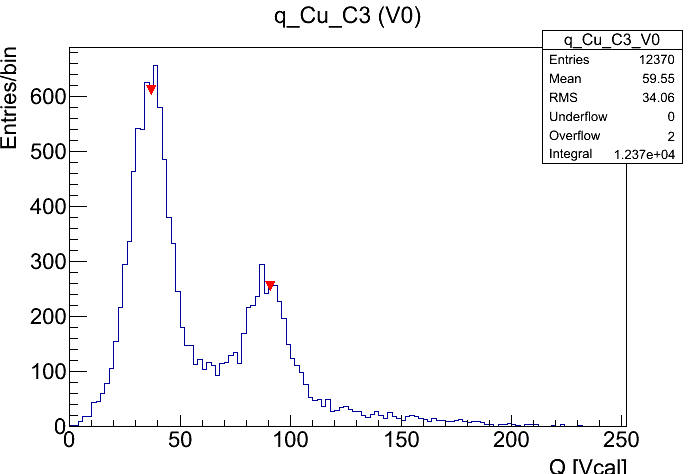 q_Cu_C3 (V0)
Entries/bin
q_Cu_C3_V0
Entries 12370
Mean 59.55
RMS 34.06
Underflow 0
Overflow 2
Integral 1.237e+04
600
500
400
300
200
100
0
0 50 100 150 200 250
Q [Vcal]